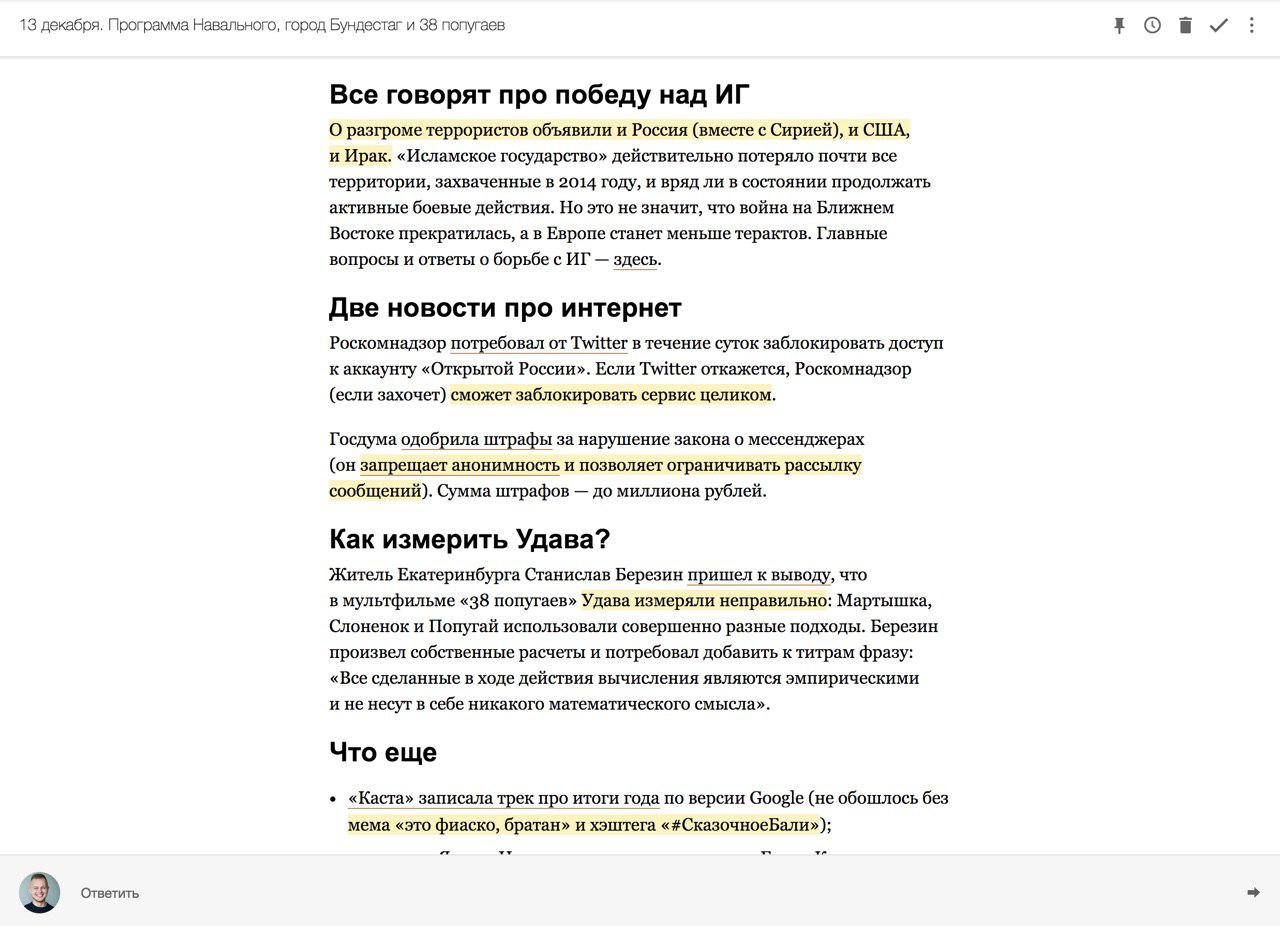 13 декабря. Программа Навального, город Бундестаг и 38 попугаев
Все говорят про победу над ИГ
О разгроме террористов объявили и Россия (вместе с Сирией), и США,
и Ирак. «Исламское государство» действительно потеряло почти все
территории, захваченные в 2014 году, и вряд ли в состоянии продолжать
активные боевые действия. Но это не значит, что война на Ближнем
Востоке прекратилась, а в Европе станет меньше терактов. Главные
вопросы и ответы о борьбе с ИГ — здесь.
Две новости про интернет
Роскомнадзор потребовал от Twitter в течение суток заблокировать доступ
к аккаунту «Открытой России». Если Twitter откажется, Роскомнадзор
(если захочет) сможет заблокировать сервис целиком.
Госдума одобрила штрафы за нарушение закона о мессенджерах
(он запрещает анонимность и позволяет ограничивать рассылку
сообщений). Сумма штрафов — до миллиона рублей.
Как измерить Удава?
Житель Екатеринбурга Станислав Березин пришел к выводу, что
в мультфильме «38 попугаев» Удава измеряли неправильно: Мартышка,
Слоненок и Попугай использовали совершенно разные подходы. Березин
произвел собственные расчеты и потребовал добавить к титрам фразу:
«Все сделанные в ходе действия вычисления являются эмпирическими
и не несут в себе никакого математического смысла».
Что еще
• «Каста» записала трек про итоги года по версии Google (не обошлось без
мема «это фиаско, братан» и хэштега «#СказочноеБали»);
Ответить